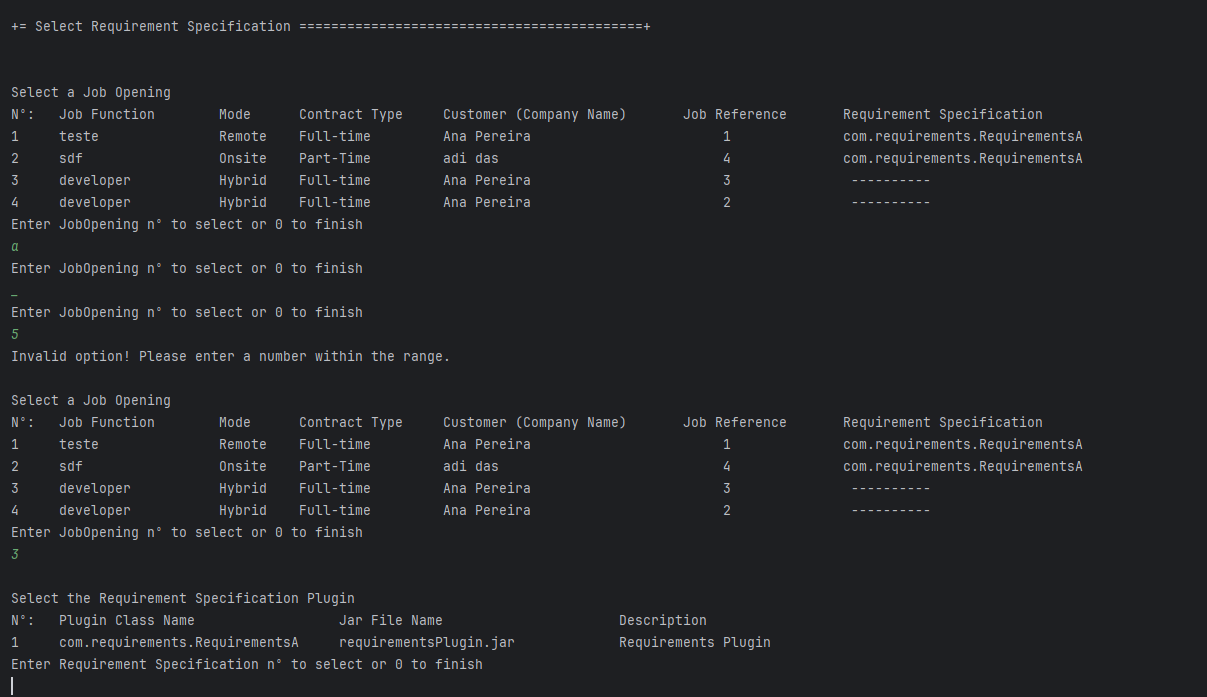 += Select Requirement Specification ===========================================+
Select a Job Opening
N°: Job Function Mode Contract Type Customer (Company Name) Job Reference Requirement Specification
1 teste Remote Full-time Ana Pereira 1 com.requirements.RequirementsA
2 sdf Onsite Part-Time adi das 4 com.requirements.RequirementsA
3 developer Hybrid Full-time Ana Pereira 3 ----------
4 developer Hybrid Full-time Ana Pereira 2 ----------
Enter JobOpening n° to select or 0 to finish
a
Enter JobOpening n° to select or 0 to finish
_
Enter JobOpening n° to select or 0 to finish
5
Invalid option! Please enter a number within the range.
Select a Job Opening
N°: Job Function Mode Contract Type Customer (Company Name) Job Reference Requirement Specification
1 teste Remote Full-time Ana Pereira 1 com.requirements.RequirementsA
2 sdf Onsite Part-Time adi das 4 com.requirements.RequirementsA
3 developer Hybrid Full-time Ana Pereira 3 ----------
4 developer Hybrid Full-time Ana Pereira 2 ----------
Enter JobOpening n° to select or 0 to finish
3
Select the Requirement Specification Plugin
N°: Plugin Class Name Jar File Name Description
1 com.requirements.RequirementsA requirementsPlugin.jar Requirements Plugin
Enter Requirement Specification n° to select or 0 to finish